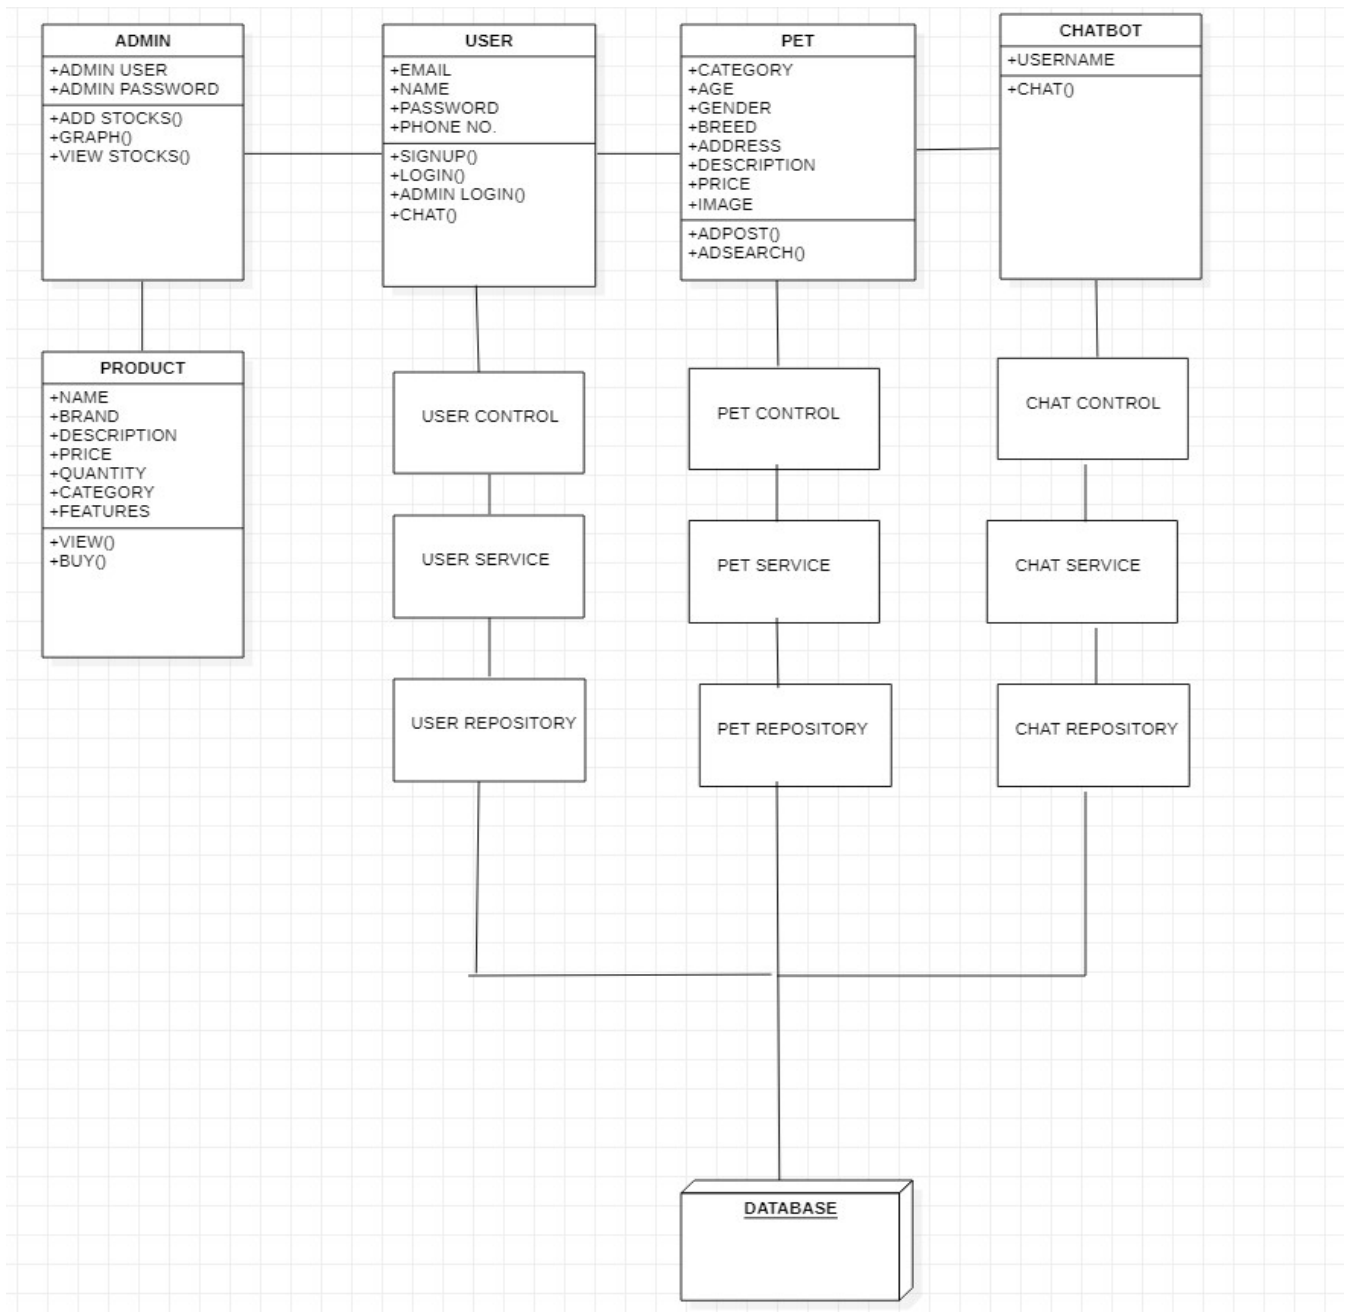 ADMIN
+ADMIN USER
+ADMIN PASSWORD
+ADD STOCKS()
+GRAPH()
+VIEW STOCKS()
USER
+EMAIL
+NAME
+PASSWORD
+PHONE NO.
+SIGNUP()
+LOGIN()
+ADMIN LOGIN()
+CHAT()
PET
+CATEGORY
+AGE
+GENDER
+BREED
+ADDRESS
+DESCRIPTION
+PRICE
+IMAGE
+ADPOST()
+ADSEARCH()
CHATBOT
+USERNAME
+CHAT()
PRODUCT
+NAME
+BRAND
+DESCRIPTION
+PRICE
+QUANTITY
+CATEGORY
+FEATURES
+VIEW()
+BUY()
USER CONTROL
PET CONTROL
CHAT CONTROL
USER SERVICE
PET SERVICE
CHAT SERVICE
USER REPOSITORY
PET REPOSITORY
CHAT REPOSITORY
DATABASE